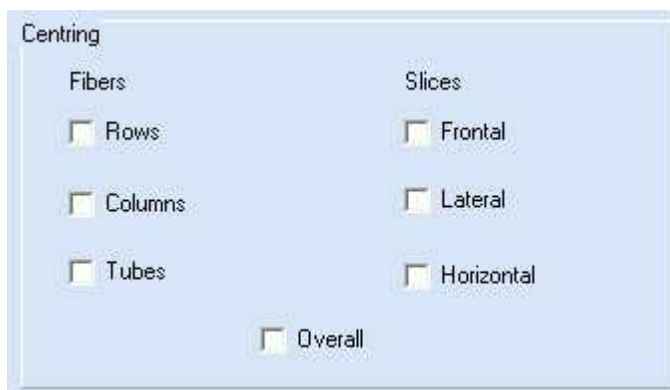 Centring
Fibers
Slices
Rows
Frontal
Columns
Lateral
Tubes
Horizontal
Overall